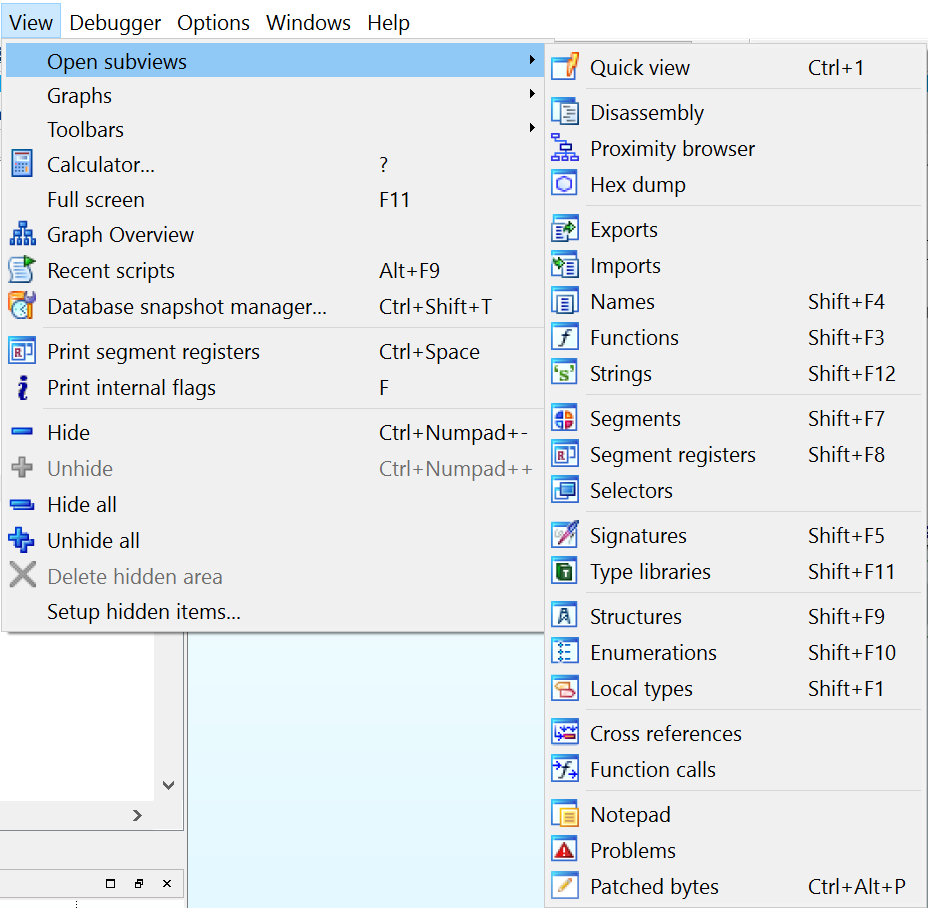 View Debugger Options Windows Help
Open subviews
Graphs
Toolbars
Calculator... ?
Full screen F11
Graph Overview
Recent scripts Alt+F9
Database snapshot manager... Ctrl+Shift+T
Print segment registers Ctrl+Space
Print internal flags F
Hide Ctrl+Numpad+-
Unhide Ctrl+Numpad++
Hide all
Unhide all
Delete hidden area
Setup hidden items...
Quick view Ctrl+1
Disassembly
Proximity browser
Hex dump
Exports
Imports
Names Shift+F4
Functions Shift+F3
Strings Shift+F12
Segments Shift+F7
Segment registers Shift+F8
Selectors
Signatures Shift+F5
Type libraries Shift+F11
Structures Shift+F9
Enumerations Shift+F10
Local types Shift+F1
Cross references
Function calls
Notepad
Problems
Patched bytes Ctrl+Alt+P